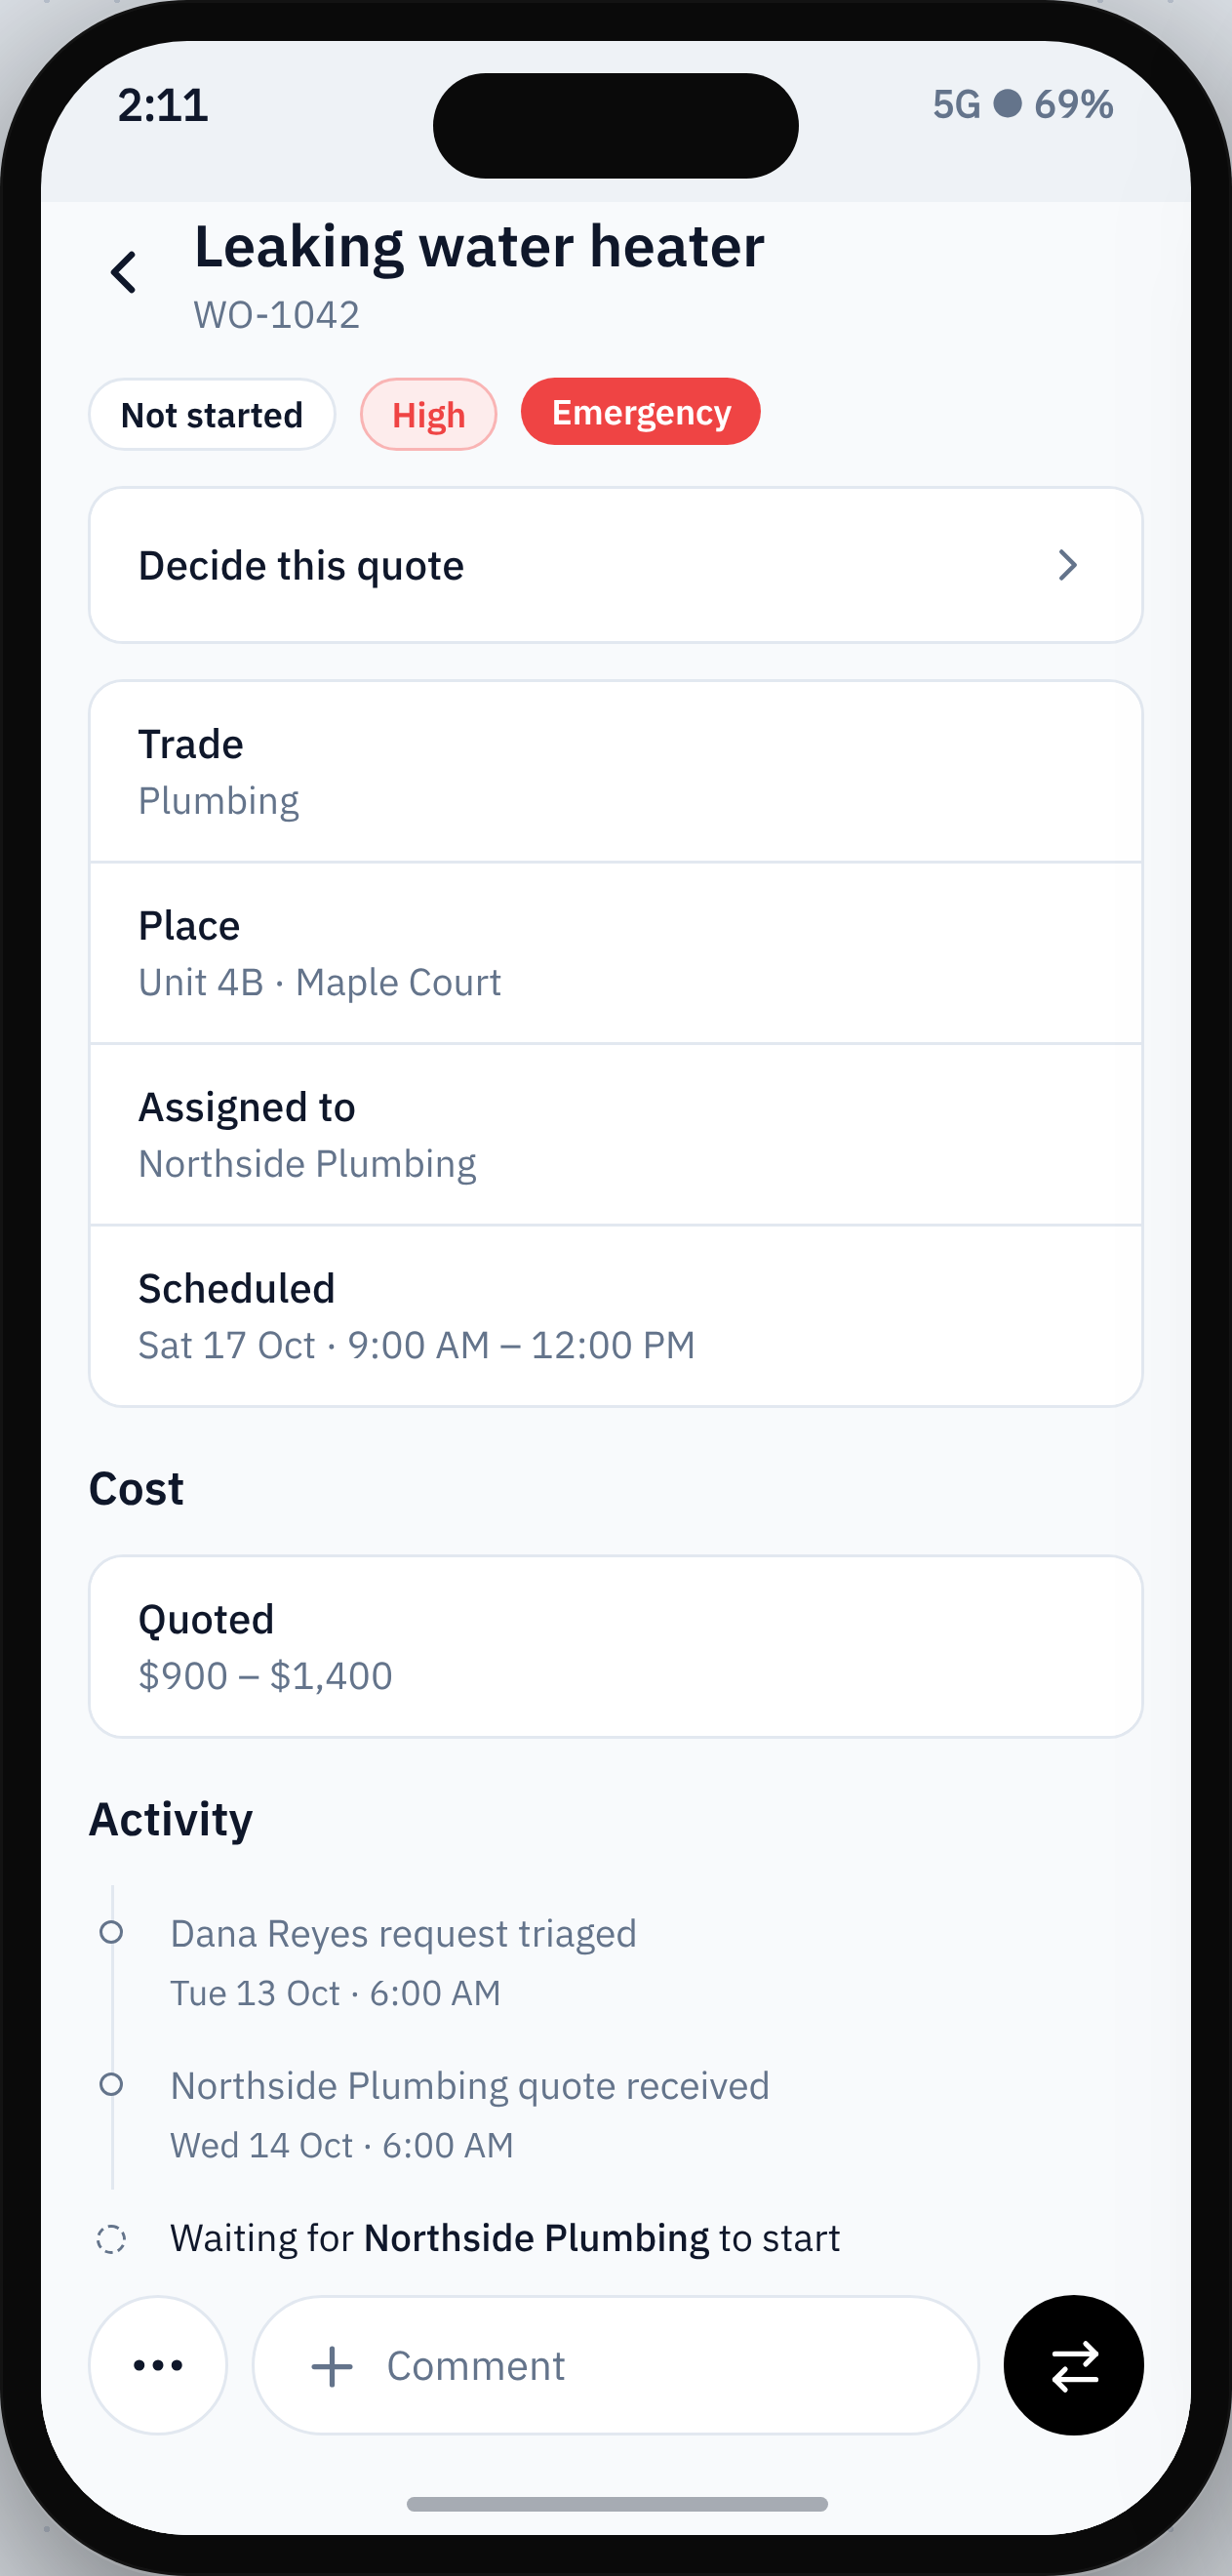 2:11
5G 69%
Leaking water heater
WO-1042
Not started
High
Emergency
Decide this quote
Trade
Plumbing
Place
Unit 4B · Maple Court
Assigned to
Northside Plumbing
Scheduled
Sat 17 Oct · 9:00 AM – 12:00 PM
Cost
Quoted
$900 – $1,400
Activity
Dana Reyes request triaged
Tue 13 Oct · 6:00 AM
Northside Plumbing quote received
Wed 14 Oct · 6:00 AM
Waiting for Northside Plumbing to start
Comment